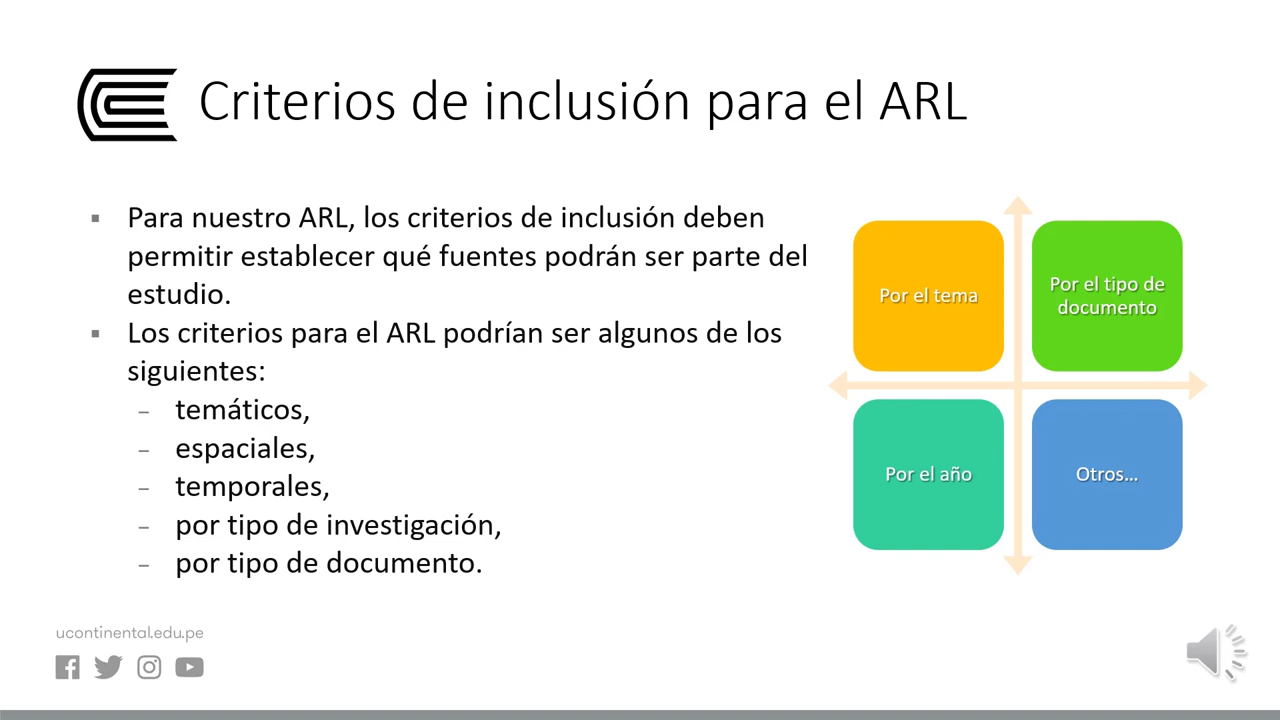 Criterios de inclusión para el ARL
▪ Para nuestro ARL, los criterios de inclusión deben
permitir establecer qué fuentes podrán ser parte del
estudio.
▪ Los criterios para el ARL podrían ser algunos de los
siguientes:
– temáticos,
– espaciales,
– temporales,
– por tipo de investigación,
– por tipo de documento.
Por el tema
Por el tipo de
documento
Por el año
Otros...
ucontinental.edu.pe